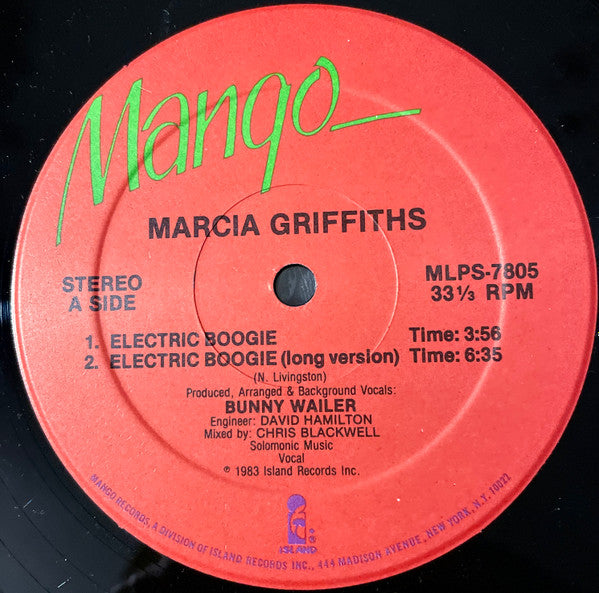 Mango
MARCIA GRIFFITHS
STEREO
A SIDE
MLPS-7805
33 ⅓ RPM
1. ELECTRIC BOOGIE Time: 3:56
2. ELECTRIC BOOGIE (long version) Time: 6:35
(N. Livingston)
Produced, Arranged & Background Vocals:
BUNNY WAILER
Engineer: DAVID HAMILTON
Mixed by: CHRIS BLACKWELL
Solomonic Music
Vocal
℗ 1983 Island Records Inc.
ISLAND
MANGO RECORDS, A DIVISION OF ISLAND RECORDS INC., 444 MADISON AVENUE, NEW YORK, N.Y. 10022